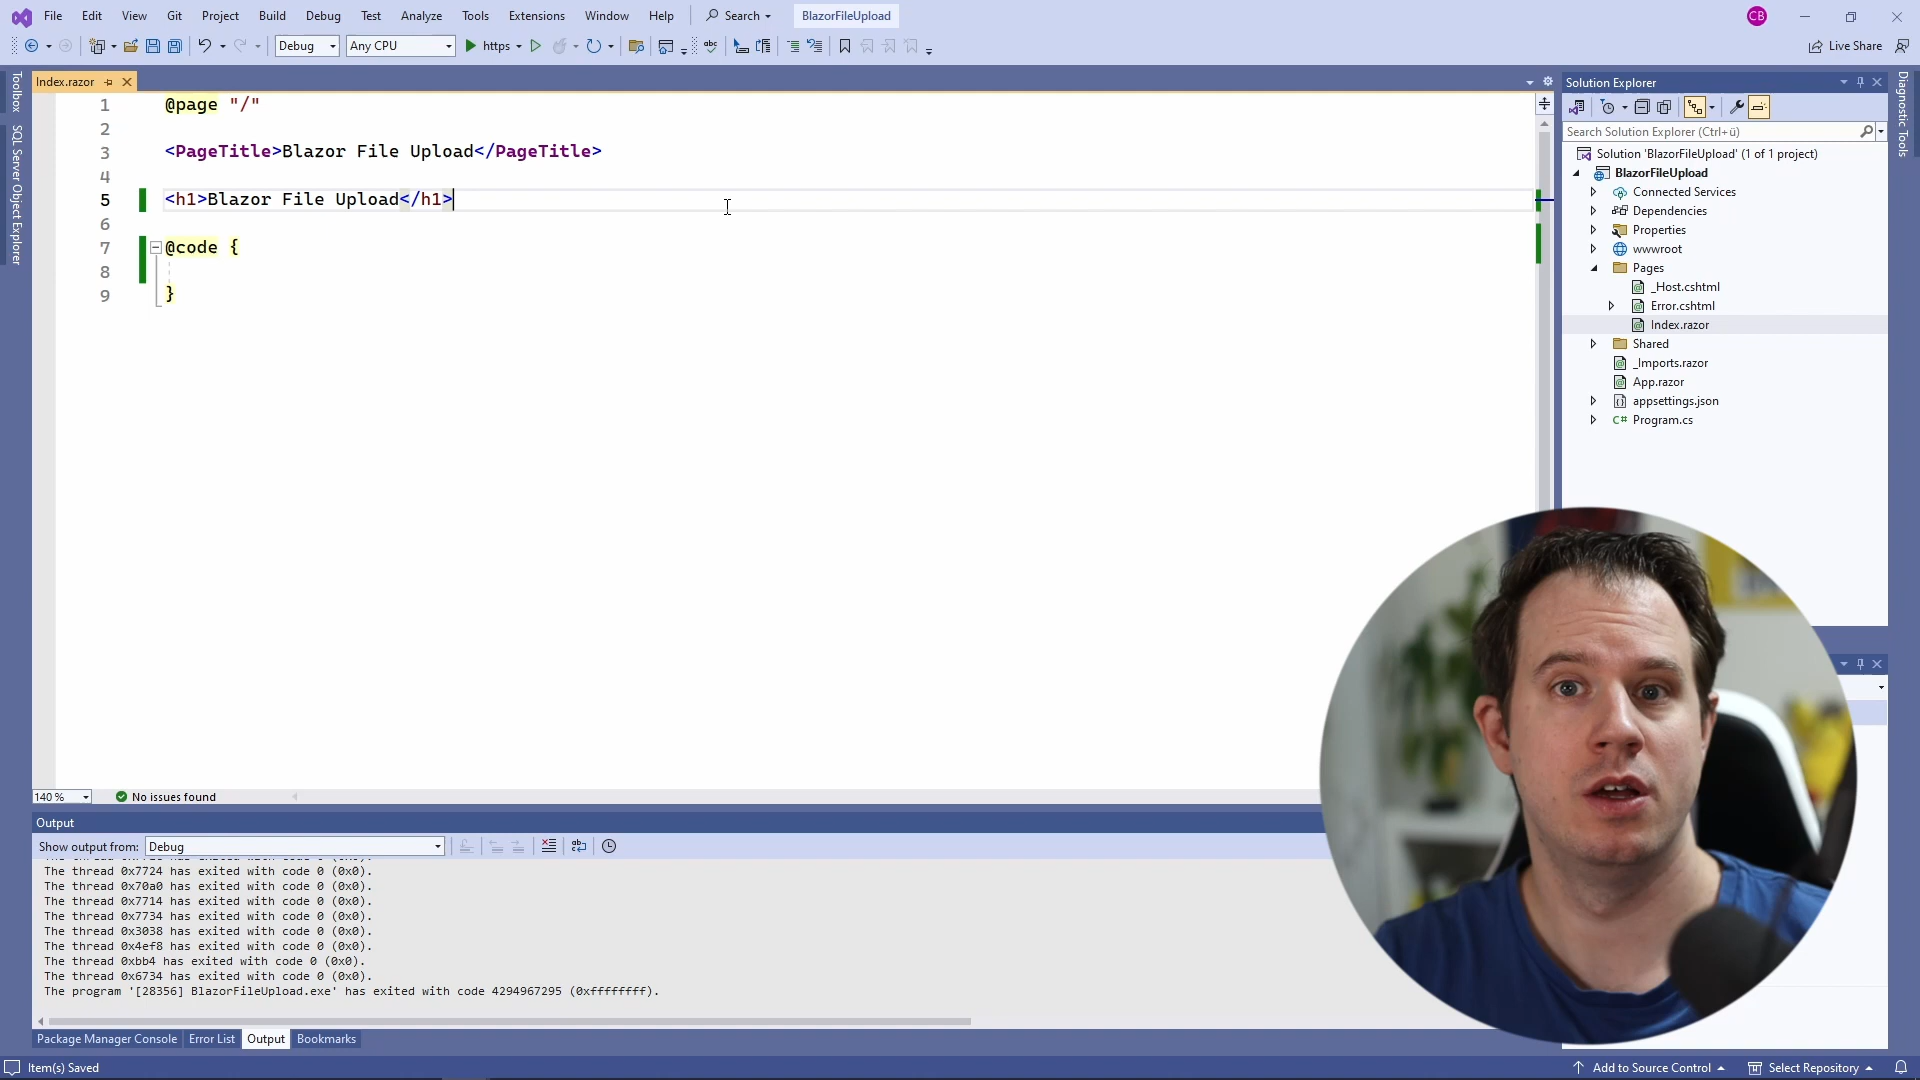 File Edit View Git Project Build Debug Test Analyze Tools Extensions Window Help Search BlazorFileUpload CB
Debug Any CPU https Live Share
Toolbox
SQL Server Object Explorer
Index.razor
1 @page "/"
2
3 <PageTitle>Blazor File Upload</PageTitle>
4
5 <h1>Blazor File Upload</h1>
6
7 @code {
8
9 }
140 % No issues found
Solution Explorer
Search Solution Explorer (Ctrl+ü)
Solution 'BlazorFileUpload' (1 of 1 project)
BlazorFileUpload
Connected Services
Dependencies
Properties
wwwroot
Pages
_Host.cshtml
Error.cshtml
Index.razor
Shared
_Imports.razor
App.razor
appsettings.json
C# Program.cs
Diagnostic Tools
Output
Show output from: Debug
The thread 0x7724 has exited with code 0 (0x0).
The thread 0x70a0 has exited with code 0 (0x0).
The thread 0x7714 has exited with code 0 (0x0).
The thread 0x7734 has exited with code 0 (0x0).
The thread 0x3038 has exited with code 0 (0x0).
The thread 0x4ef8 has exited with code 0 (0x0).
The thread 0xbb4 has exited with code 0 (0x0).
The thread 0x6734 has exited with code 0 (0x0).
The program '[28356] BlazorFileUpload.exe' has exited with code 4294967295 (0xffffffff).
Package Manager Console Error List Output Bookmarks
Item(s) Saved Add to Source Control Select Repository